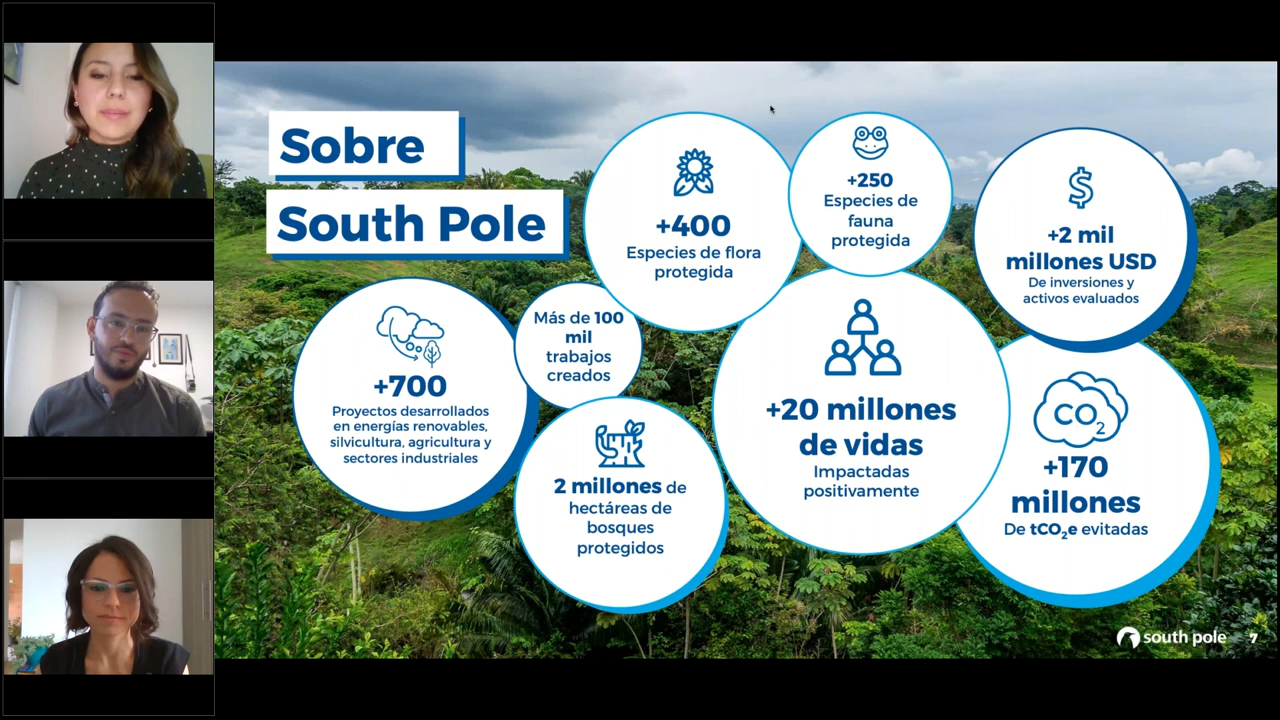 Sobre
South Pole
+400
Especies de flora
protegida
+250
Especies de
fauna
protegida
$
+2 mil
millones USD
De inversiones y
activos evaluados
+700
Proyectos desarrollados
en energías renovables,
silvicultura, agricultura y
sectores industriales
Más de 100
mil
trabajos
creados
2 millones de
hectáreas de
bosques
protegidos
+20 millones
de vidas
Impactadas
positivamente
CO2
+170
millones
De tCO2e evitadas
south pole
7